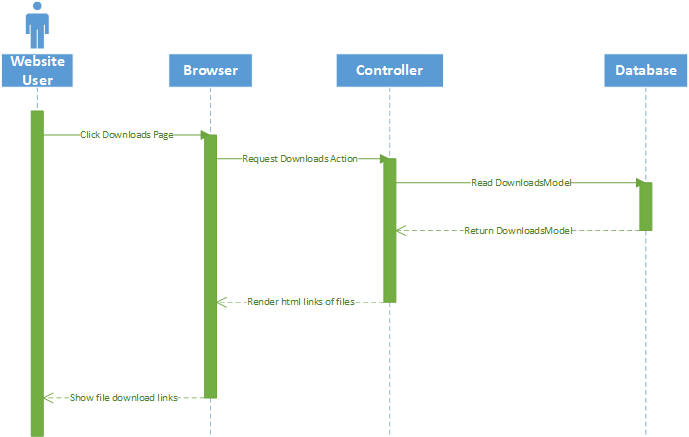 Website
User
Browser
Controller
Database
Click Downloads Page
Request Downloads Action
Read DownloadsModel
Return DownloadsModel
Render html links of files
Show file download links